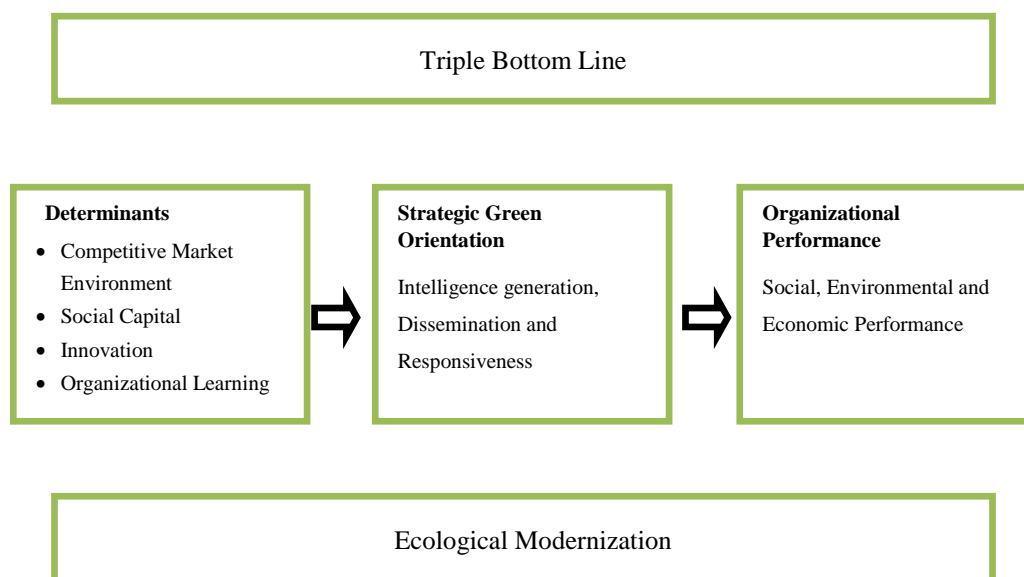 Triple Bottom Line
Determinants
• Competitive Market
Environment
• Social Capital
• Innovation
• Organizational Learning
Strategic Green
Orientation
Intelligence generation,
Dissemination and
Responsiveness
Organizational
Performance
Social, Environmental and
Economic Performance
Ecological Modernization